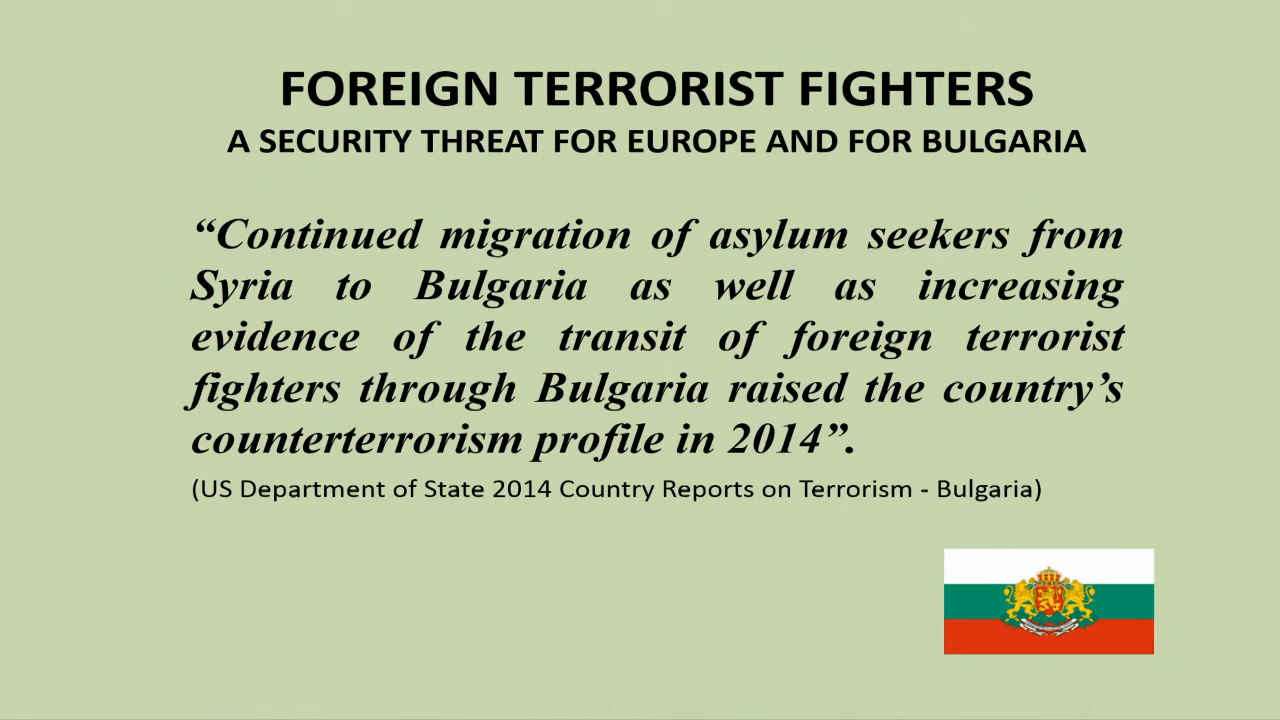 FOREIGN TERRORIST FIGHTERS
A SECURITY THREAT FOR EUROPE AND FOR BULGARIA
“Continued migration of asylum seekers from
Syria to Bulgaria as well as increasing
evidence of the transit of foreign terrorist
fighters through Bulgaria raised the country’s
counterterrorism profile in 2014”.
(US Department of State 2014 Country Reports on Terrorism - Bulgaria)